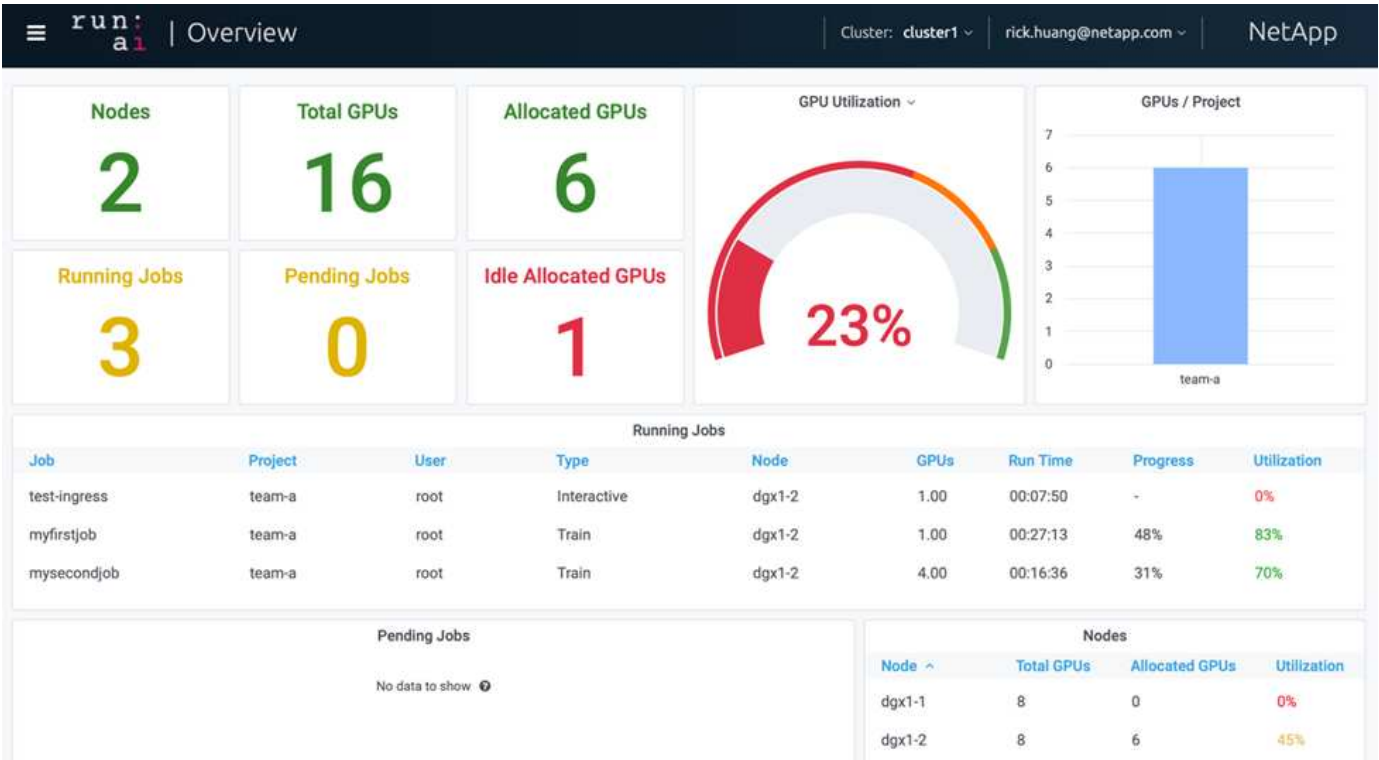 run: ai | Overview Cluster: cluster1 rick.huang@netapp.com NetApp
Nodes
2
Total GPUs
16
Allocated GPUs
6
Running Jobs
3
Pending Jobs
0
Idle Allocated GPUs
1
GPU Utilization
23%
GPUs / Project
7
6
5
4
3
2
1
0
team-a
Running Jobs
Job Project User Type Node GPUs Run Time Progress Utilization
test-ingress team-a root Interactive dgx1-2 1.00 00:07:50 - 0%
myfirstjob team-a root Train dgx1-2 1.00 00:27:13 48% 83%
mysecondjob team-a root Train dgx1-2 4.00 00:16:36 31% 70%
Pending Jobs
No data to show
Nodes
Node Total GPUs Allocated GPUs Utilization
dgx1-1 8 0 0%
dgx1-2 8 6 45%